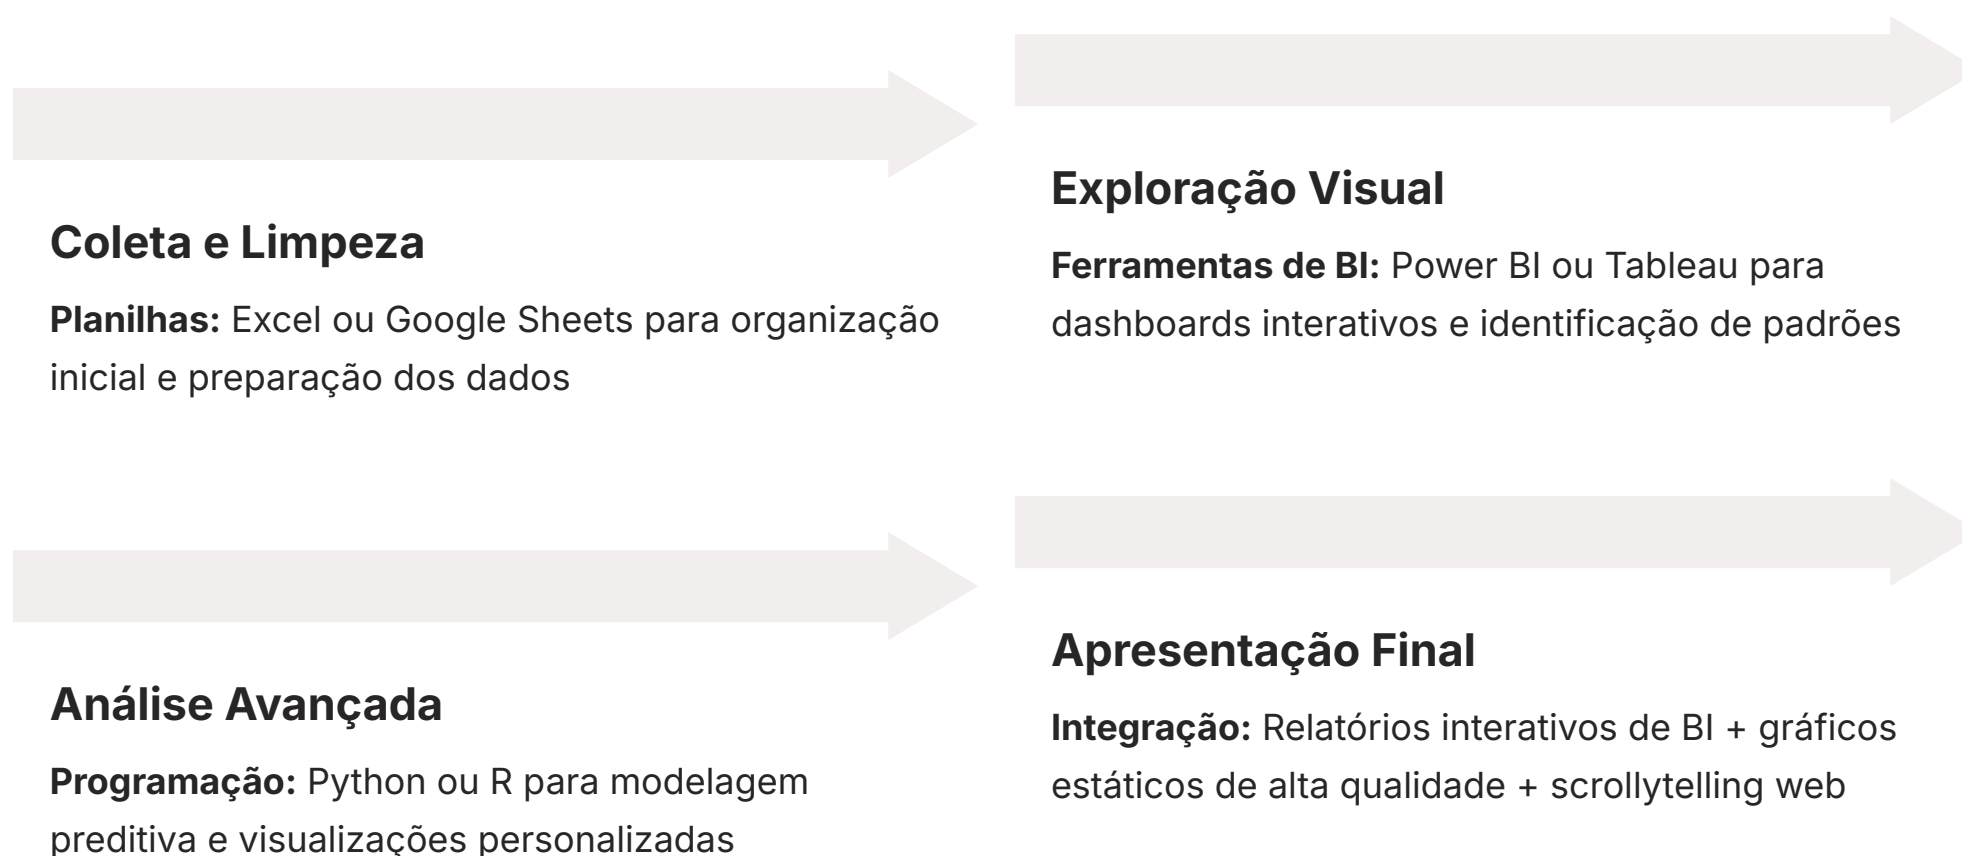 Coleta e Limpeza
Planilhas: Excel ou Google Sheets para organização
inicial e preparação dos dados
Exploração Visual
Ferramentas de BI: Power BI ou Tableau para
dashboards interativos e identificação de padrões
Análise Avançada
Programação: Python ou R para modelagem
preditiva e visualizações personalizadas
Apresentação Final
Integração: Relatórios interativos de BI + gráficos
estáticos de alta qualidade + scrollytelling web